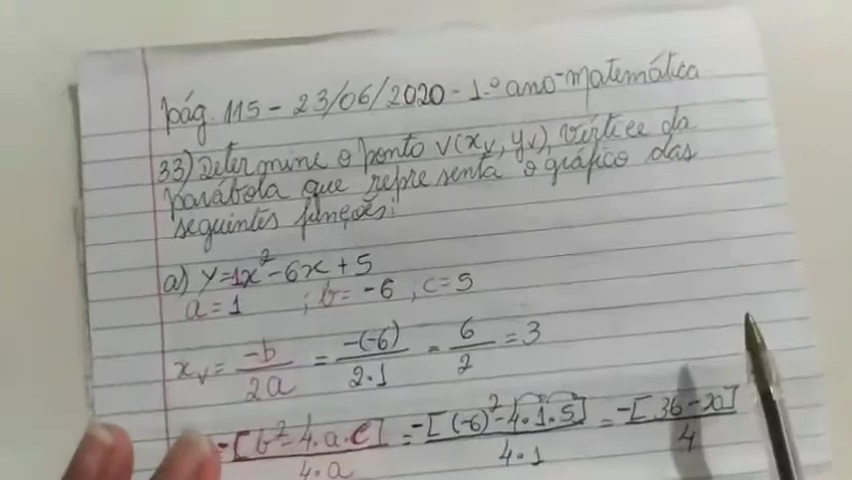 pág. 115 - 23/06/2020 - 1.º ano - matemática
33) Determine o ponto V(xv, yv), vértice da
parábola que representa o gráfico das
seguintes funções:
a) y = 1x² - 6x + 5
a = 1 ; b = -6 , c = 5
xv = -b/2a = -(-6)/2·1 = 6/2 = 3
-[b² - 4·a·c]/4·a = -[(-6)² - 4·1·5]/4·1 = -[36 - 20]/4